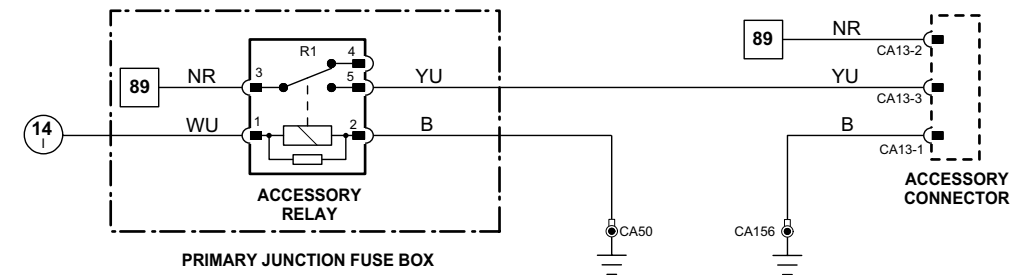 89
NR
R1
3
4
5
YU
14
I
WU
1
2
B
ACCESSORY
RELAY
PRIMARY JUNCTION FUSE BOX
CA50
89
NR
CA13-2
YU
CA13-3
B
CA13-1
CA156
ACCESSORY
CONNECTOR